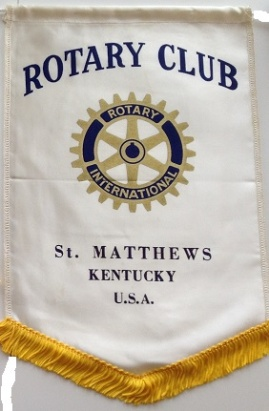 ROTARY CLUB
ROTARY
INTERNATIONAL
St. MATTHEWS
KENTUCKY
U.S.A.